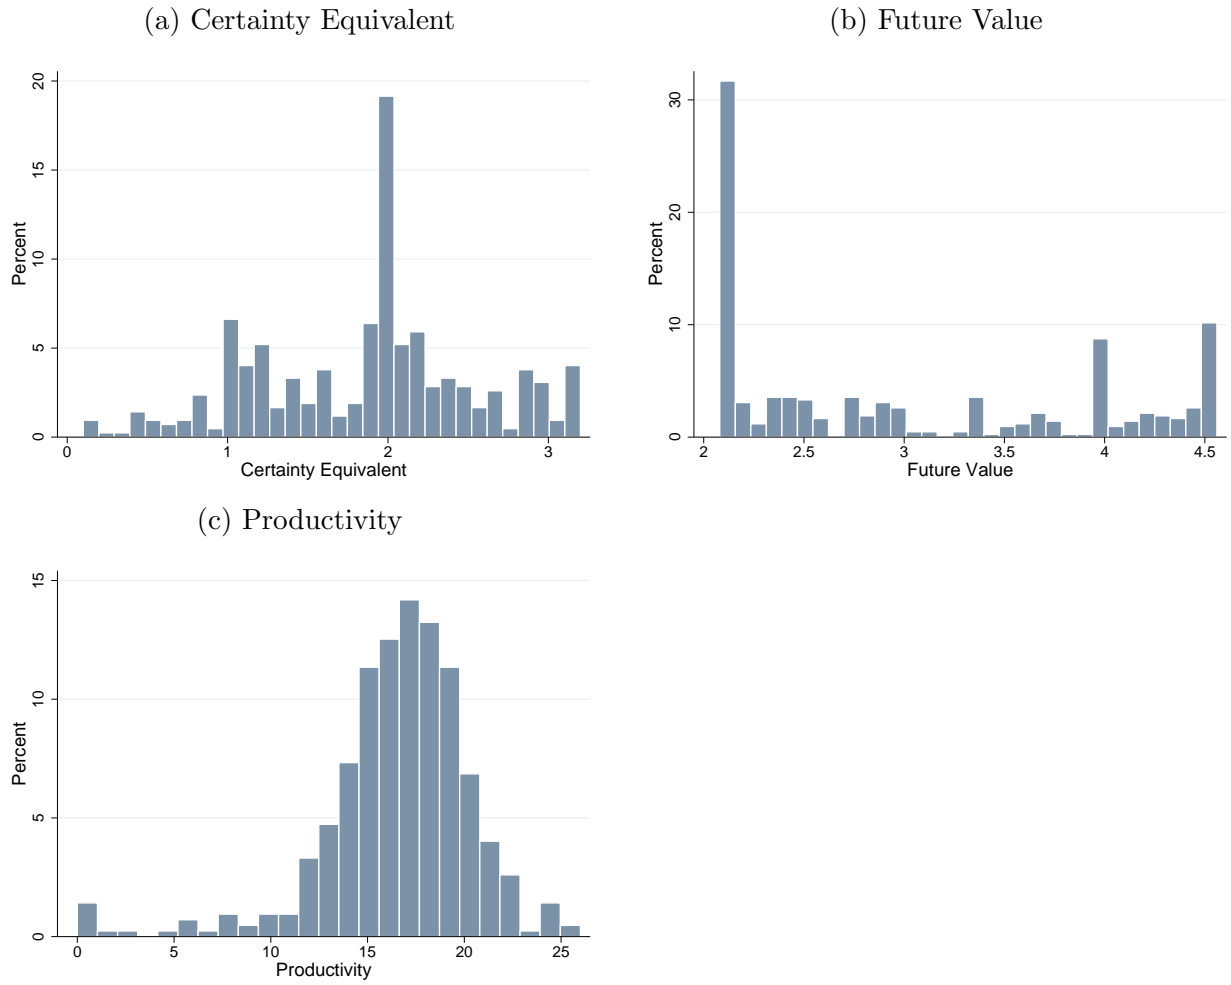 (a) Certainty Equivalent
20
15
10
5
0
Percent
0 1 2 3
Certainty Equivalent
(b) Future Value
30
20
10
0
Percent
2 2.5 3 3.5 4 4.5
Future Value
(c) Productivity
15
10
5
0
Percent
0 5 10 15 20 25
Productivity